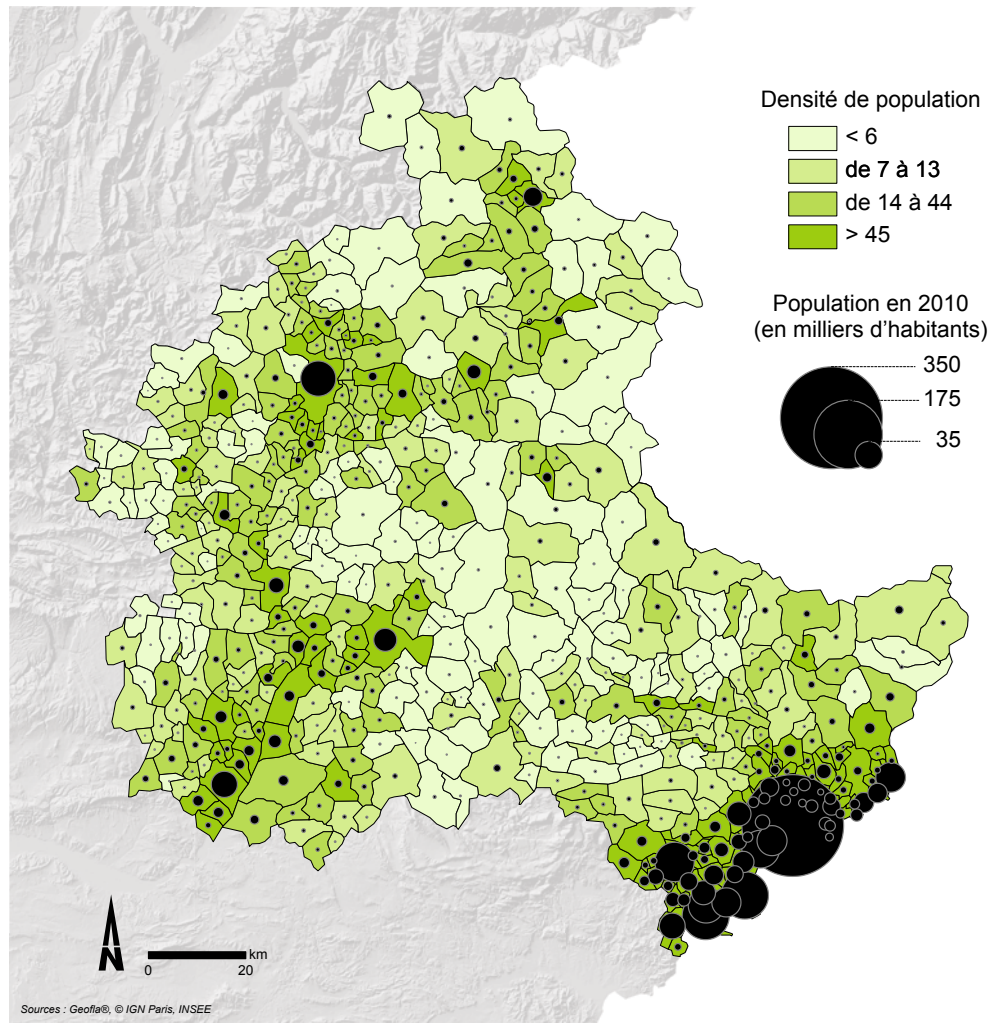 Densité de population
< 6
de 7 à 13
de 14 à 44
> 45
Population en 2010
(en milliers d'habitants)
350
175
35
N
km
0 20
Sources : Geofla®, © IGN Paris, INSEE